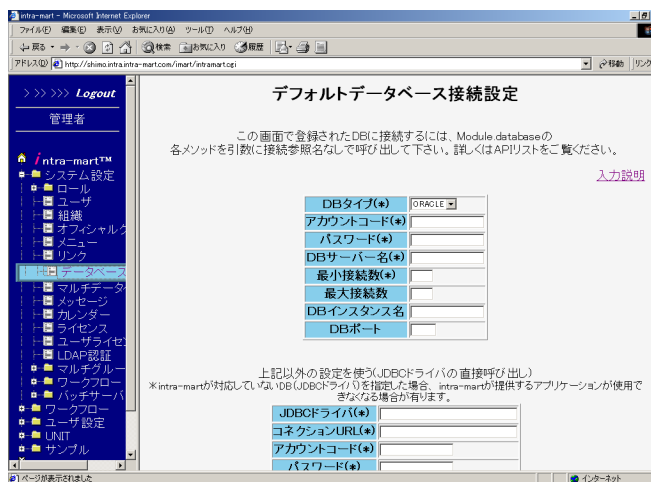 intra-mart - Microsoft Internet Explorer
ファイル(F) 編集(E) 表示(V) お気に入り(A) ツール(T) ヘルプ(H)
戻る 検索 お気に入り 履歴
アドレス(D) http://shimo.intra.intra-mart.com/imart/intramart.cgi 移動 リンク
>>> >>> Logout
管理者
intra-mart™
システム設定
ロール
ユーザ
組織
オフィシャルグ
メニュー
リンク
データベース
マルチデータ
メッセージ
カレンダー
ライセンス
ユーザライセ
LDAP認証
マルチグルー
ワークフロー
バッチサーバ
ワークフロー
ユーザ設定
UNIT
サンプル
デフォルトデータベース接続設定
この画面で登録されたDBに接続するには、Module.databaseの
各メソッドを引数に接続参照名なしで呼び出して下さい。詳しくはAPIリストをご覧ください。
入力説明
DBタイプ(*) ORACLE
アカウントコード(*)
パスワード(*)
DBサーバー名(*)
最小接続数(*)
最大接続数
DBインスタンス名
DBポート
上記以外の設定を使う(JDBCドライバの直接呼び出し)
※intra-martが対応していないDB(JDBCドライバ)を指定した場合、intra-martが提供するアプリケーションが使用で
きなくなる場合が有ります。
JDBCドライバ(*)
コネクションURL(*)
アカウントコード(*)
パスワード(*)
ページが表示されました インターネット